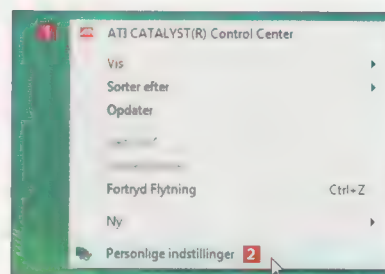 ATI CATALYST(R) Control Center
Vis
Sorter efter
Opdater
Fortryd Flytning Ctrl+Z
Ny
Personlige indstillinger 2